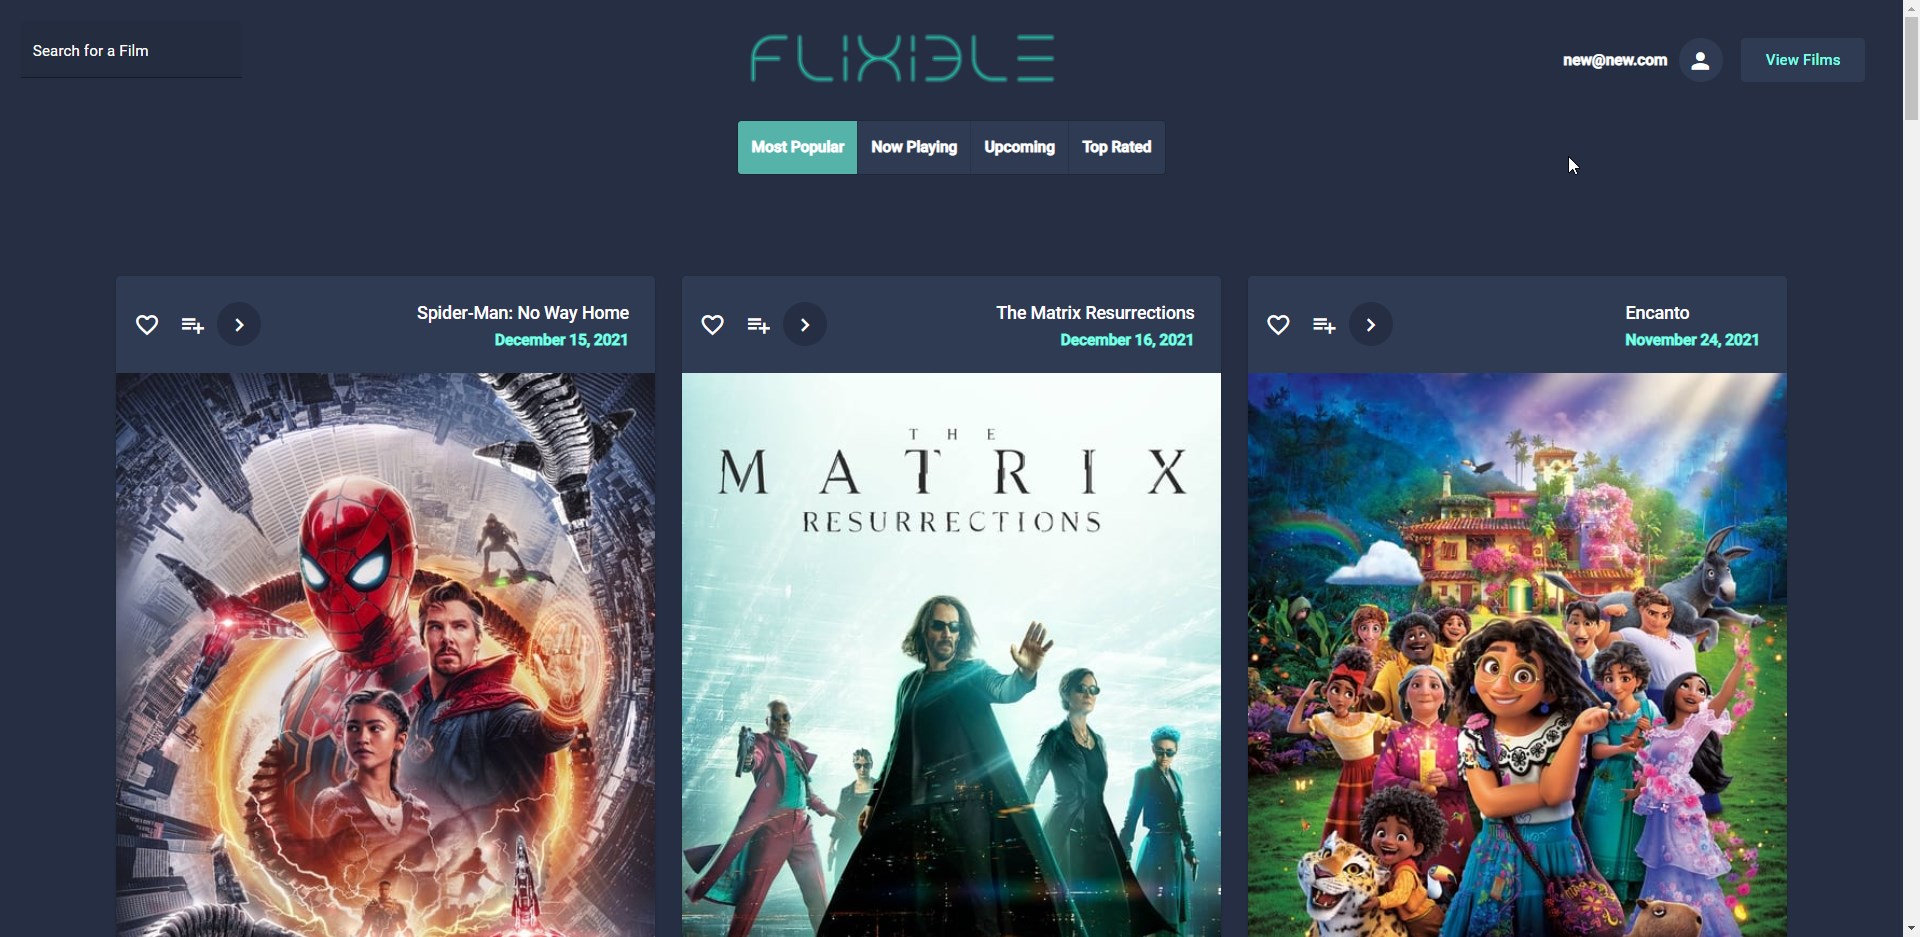 Search for a Film
FLIXIBLE
new@new.com
View Films
Most Popular
Now Playing
Upcoming
Top Rated
Spider-Man: No Way Home
December 15, 2021
The Matrix Resurrections
December 16, 2021
Encanto
November 24, 2021
THE
MATRIX
RESURRECTIONS